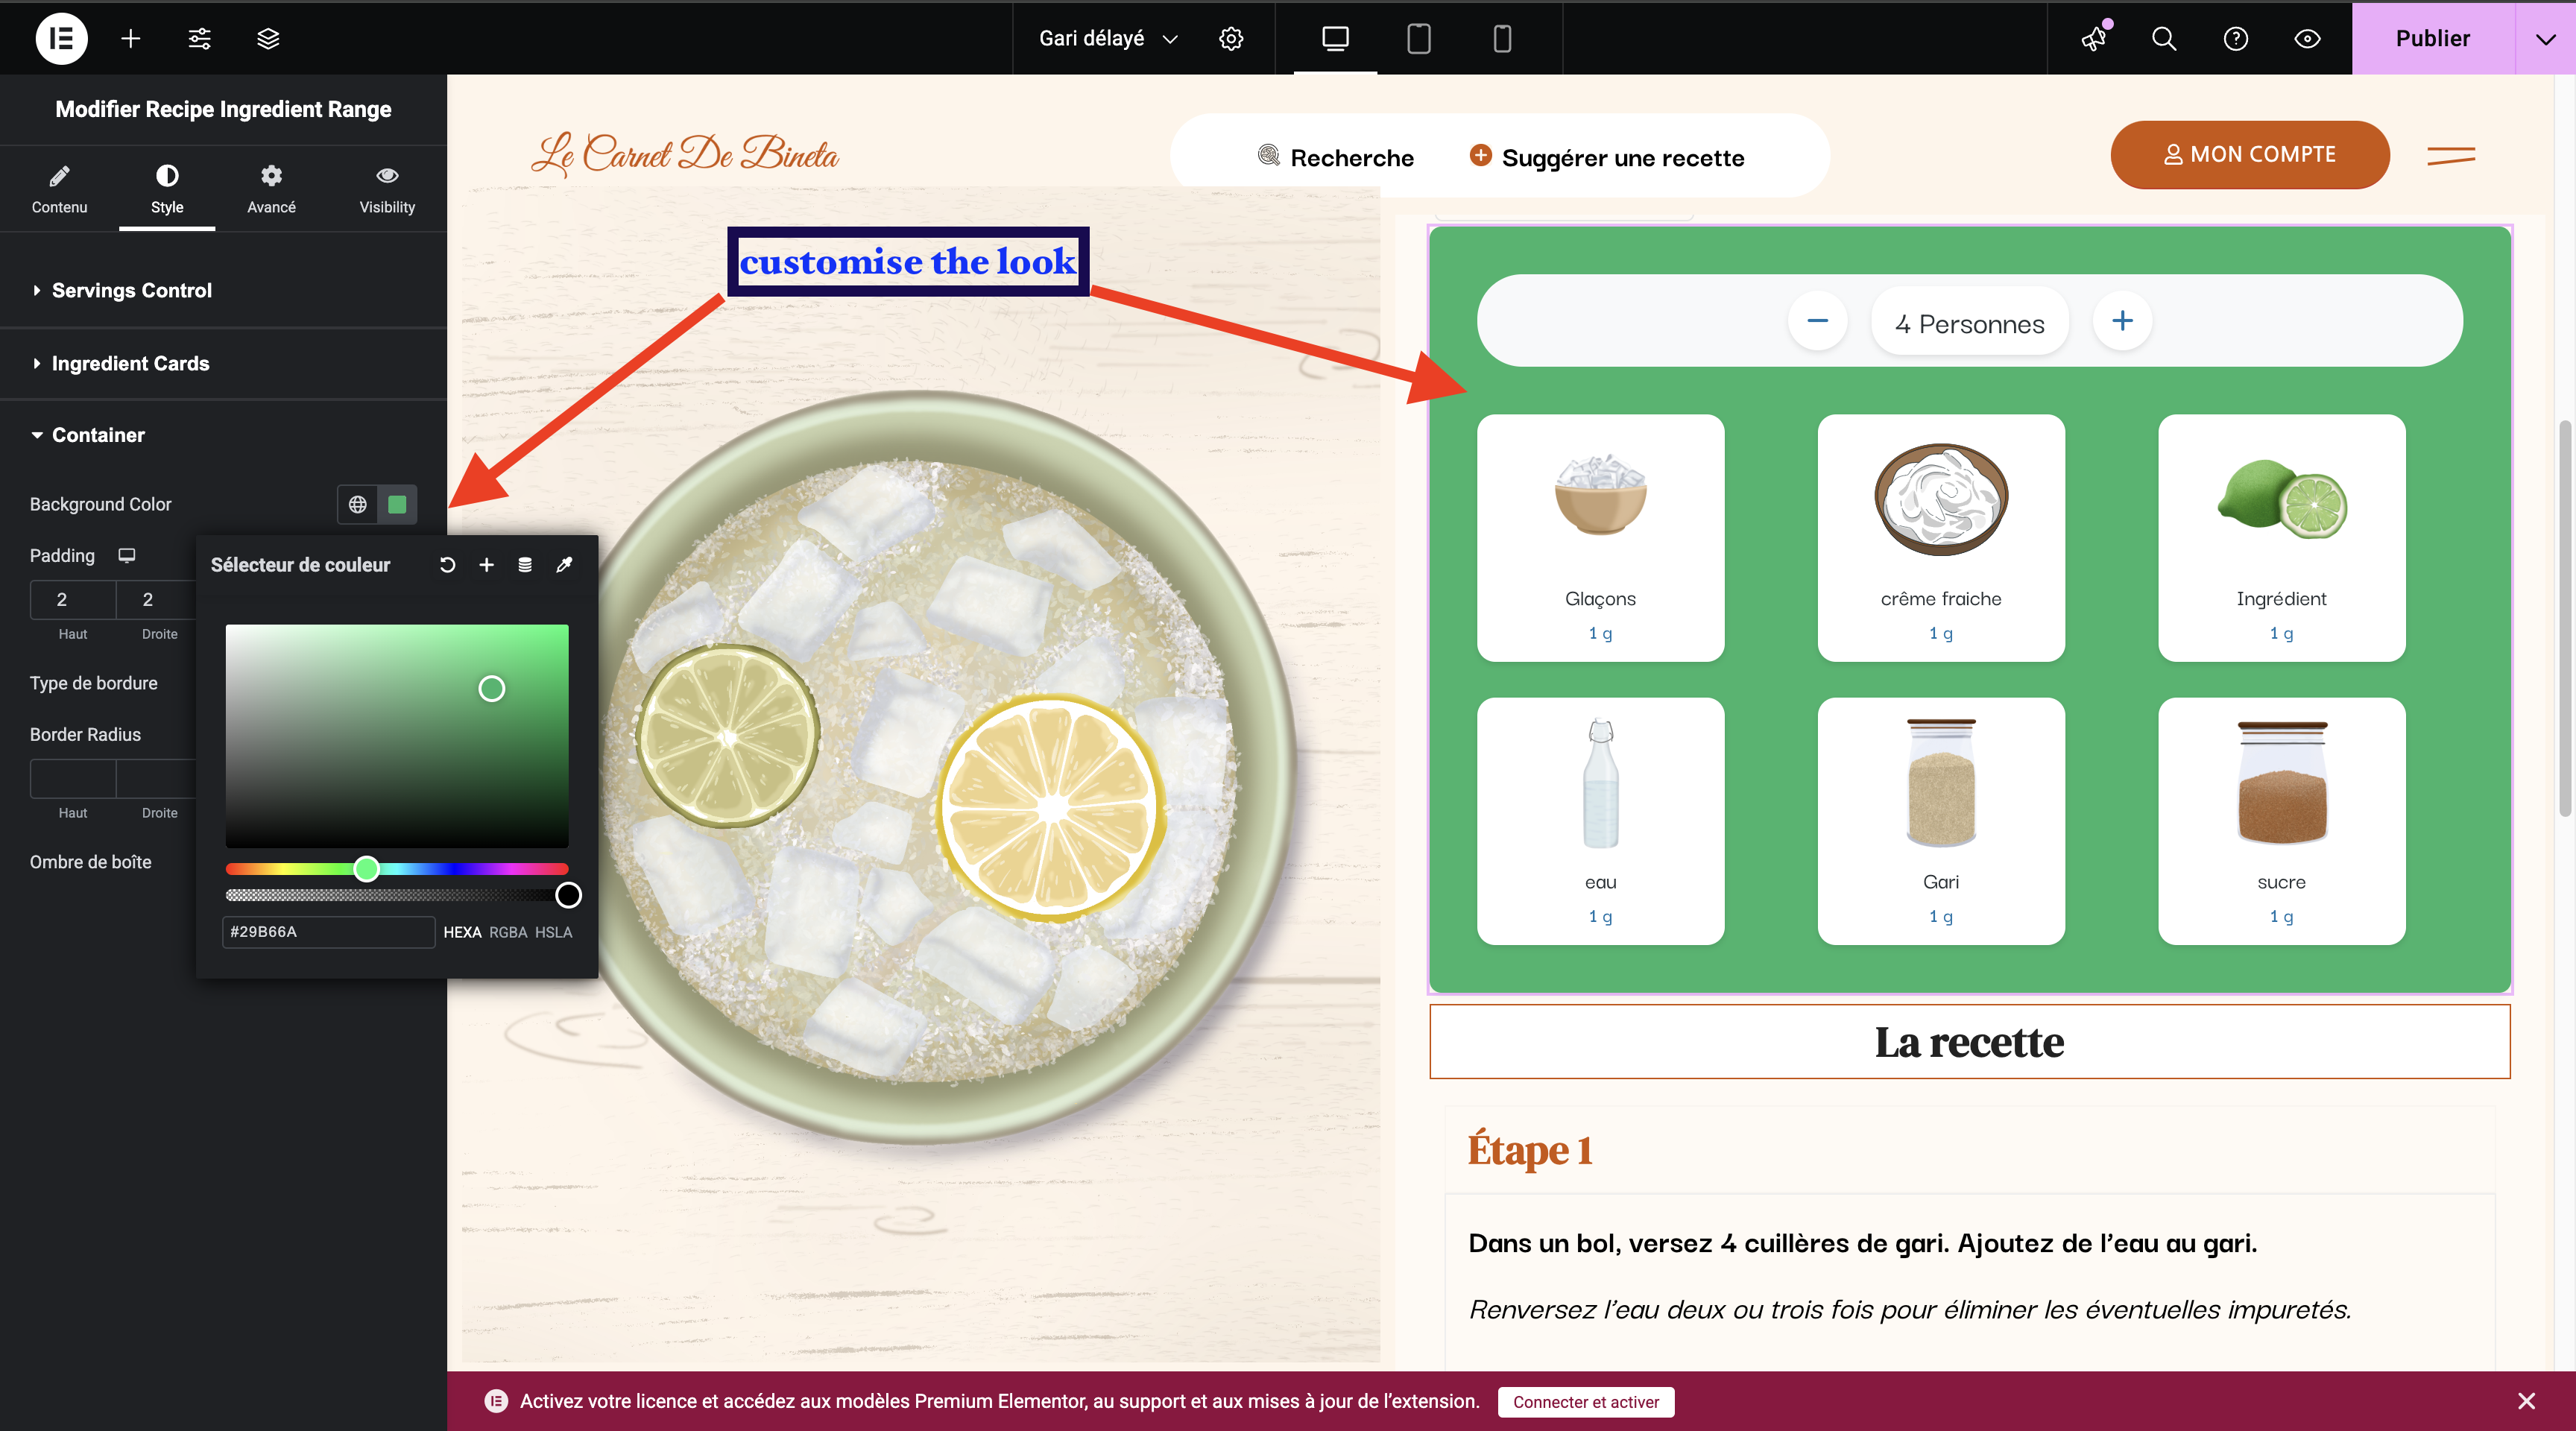 Gari délayé
Publier
Modifier Recipe Ingredient Range
Contenu
Style
Avancé
Visibility
Servings Control
Ingredient Cards
Container
Background Color
Padding
2
2
Haut
Droite
Type de bordure
Border Radius
Haut
Droite
Ombre de boîte
Sélecteur de couleur
#29B66A
HEXA RGBA HSLA
Le Carnet De Bineta
Recherche
Suggérer une recette
MON COMPTE
customise the look
4 Personnes
Glaçons
1 g
crême fraiche
1 g
Ingrédient
1 g
eau
1 g
Gari
1 g
sucre
1 g
La recette
Étape 1
Dans un bol, versez 4 cuillères de gari. Ajoutez de l’eau au gari.
Renversez l’eau deux ou trois fois pour éliminer les éventuelles impuretés.
Activez votre licence et accédez aux modèles Premium Elementor, au support et aux mises à jour de l’extension.
Connecter et activer